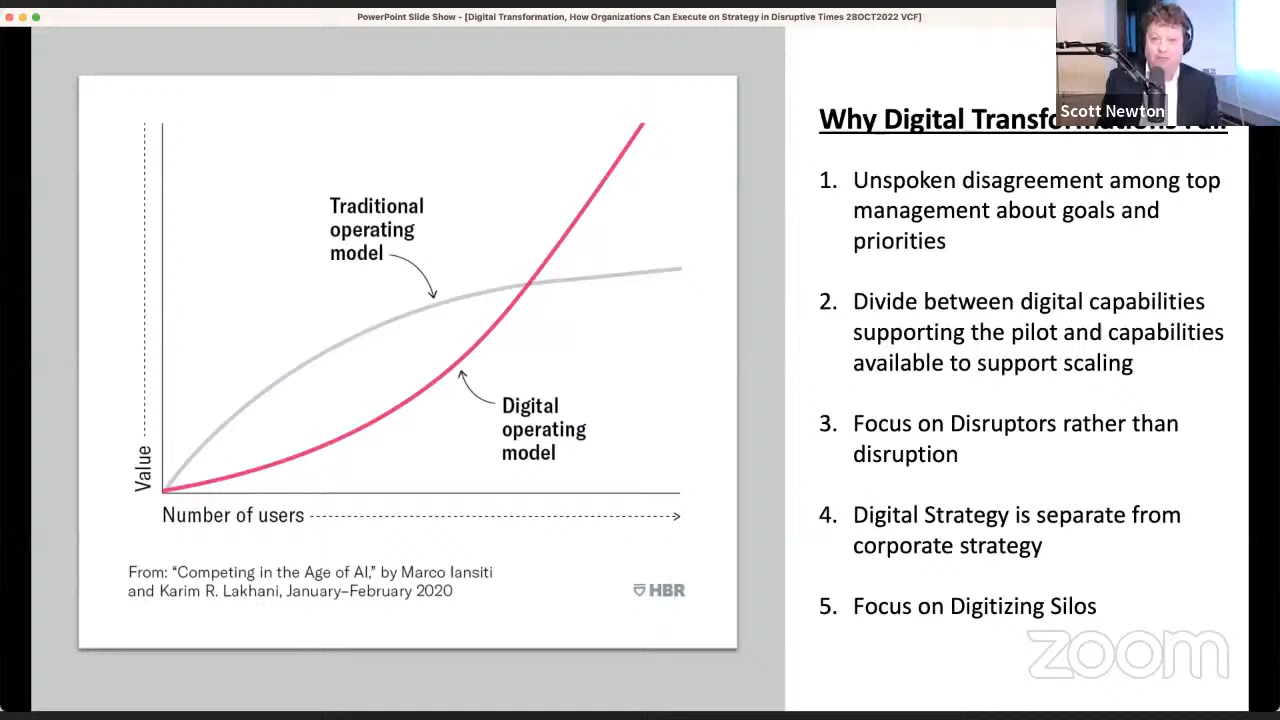 PowerPoint Slide Show - [Digital Transformation, How Organizations Can Execute on Strategy in Disruptive Times 28OCT2022 VCF]
Scott Newton
Traditional
operating
model
Digital
operating
model
Value
Number of users
From: “Competing in the Age of AI,” by Marco Iansiti
and Karim R. Lakhani, January–February 2020
HBR
Why Digital
1. Unspoken disagreement among top
management about goals and
priorities
2. Divide between digital capabilities
supporting the pilot and capabilities
available to support scaling
3. Focus on Disruptors rather than
disruption
4. Digital Strategy is separate from
corporate strategy
5. Focus on Digitizing Silos
zoom